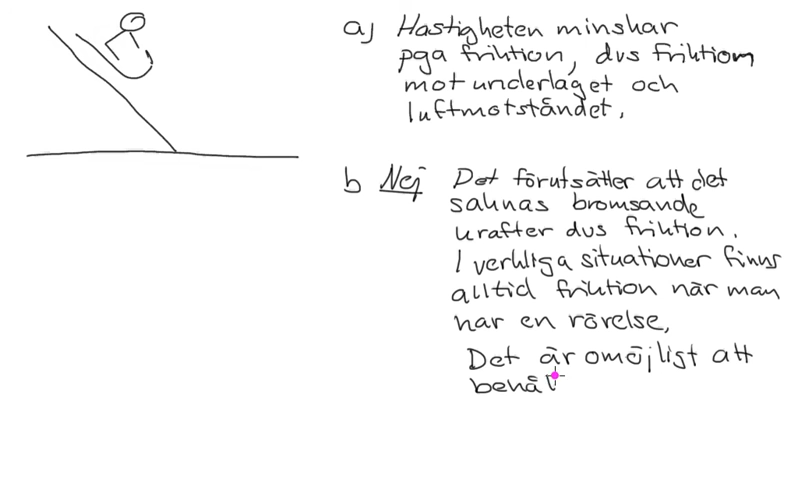 a) Hastigheten minskar
pga friktion, dvs friktion
mot underlaget och
luftmotståndet.
b Nej Det förutsätter att det
saknas bromsande
krafter dvs friktion.
I verkliga situationer finns
alltid friktion när man
har en rörelse,
Det är omöjligt att
behål